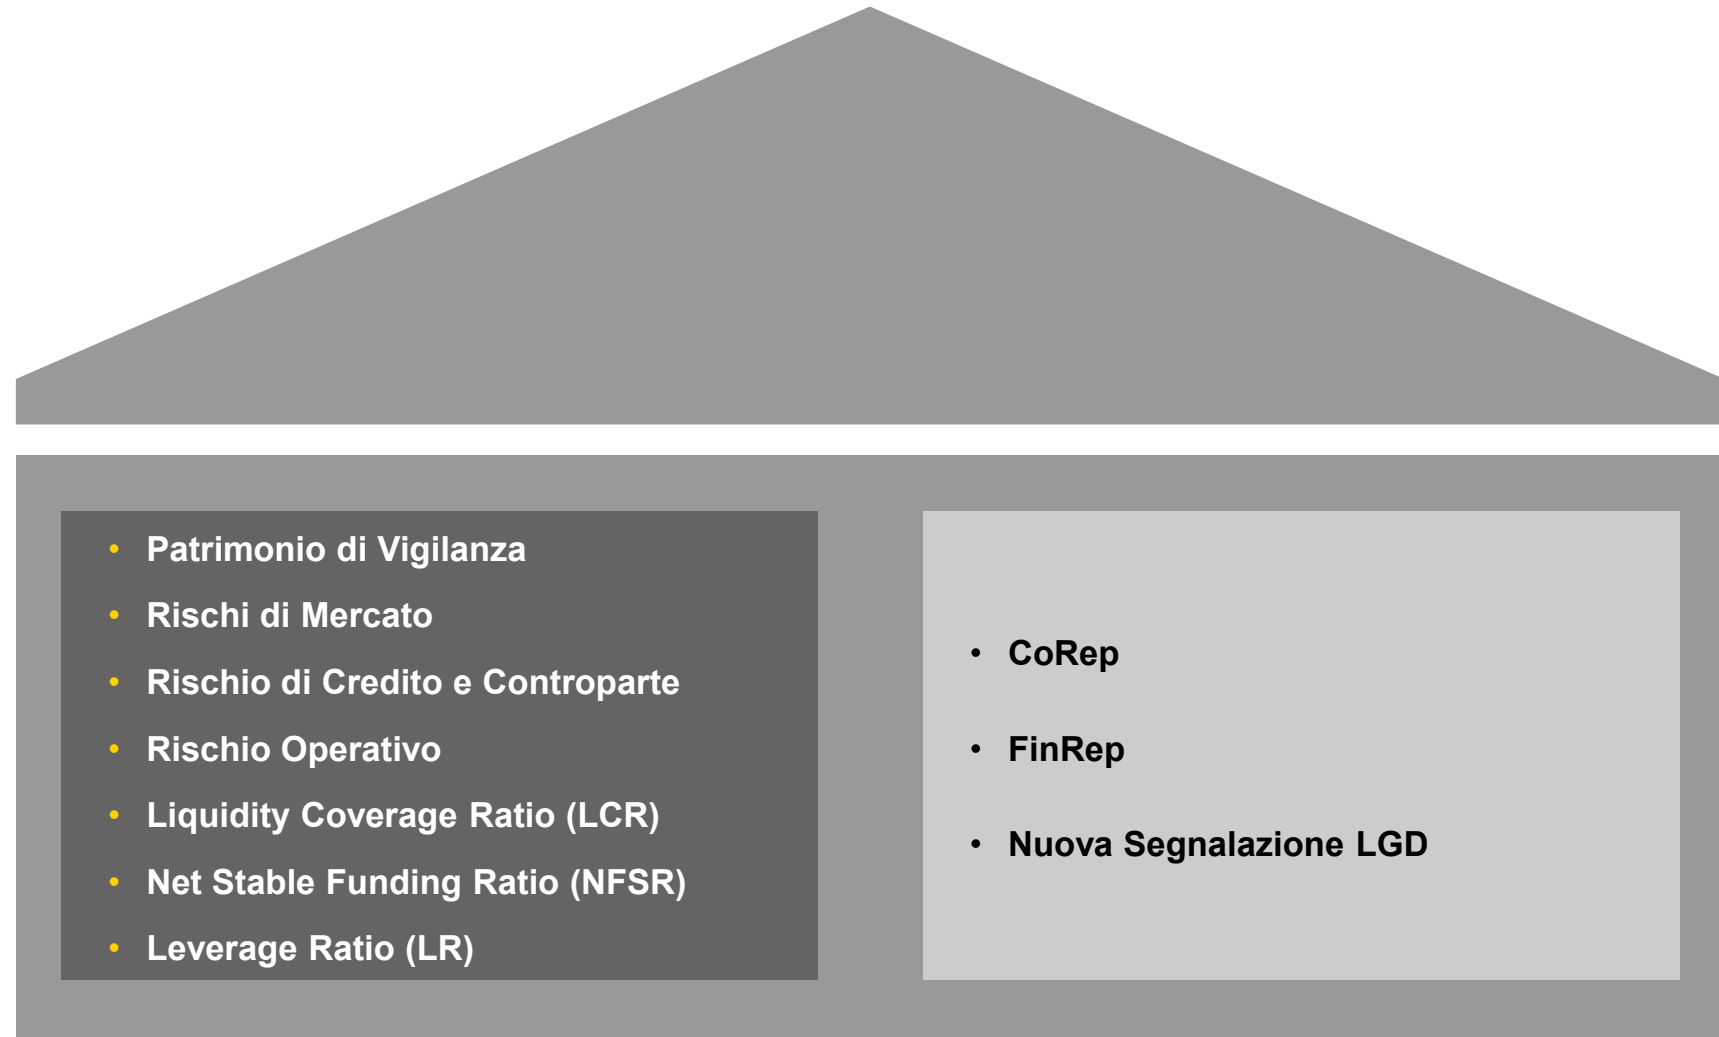 • Patrimonio di Vigilanza
• Rischi di Mercato
• Rischio di Credito e Controparte
• Rischio Operativo
• Liquidity Coverage Ratio (LCR)
• Net Stable Funding Ratio (NFSR)
• Leverage Ratio (LR)
• CoRep
• FinRep
• Nuova Segnalazione LGD